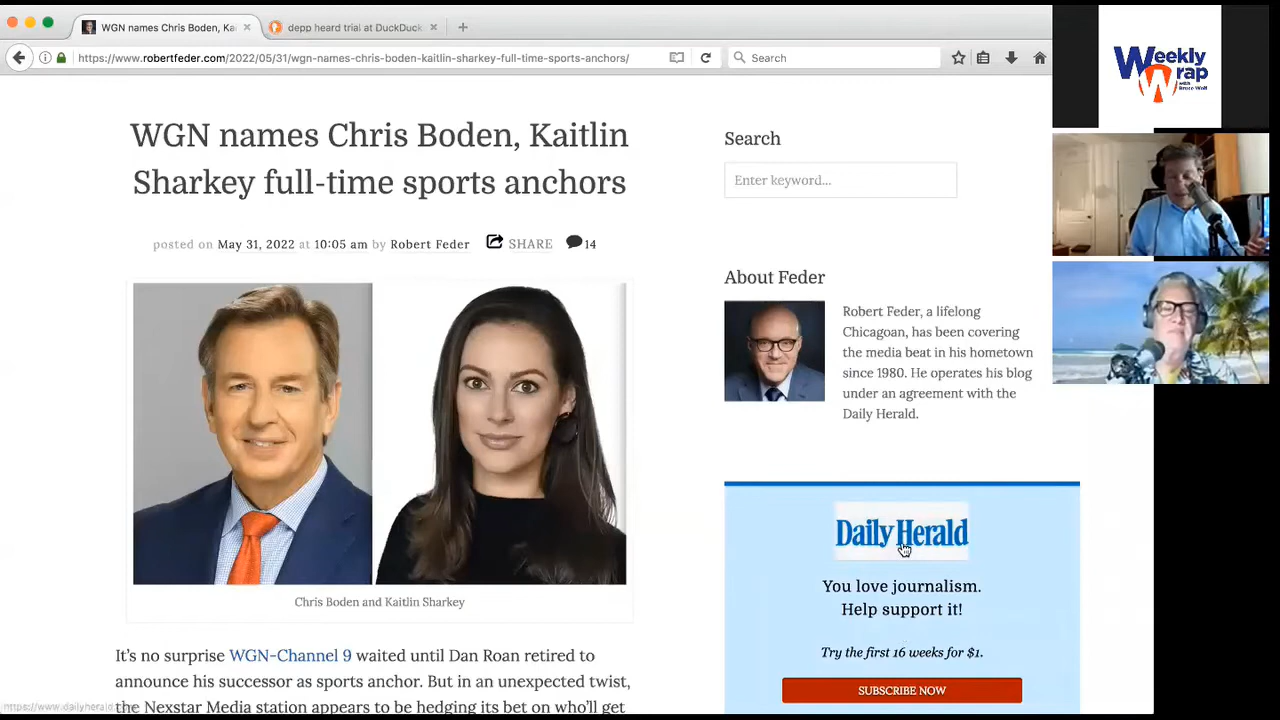 WGN names Chris Boden, Kai
depp heard trial at DuckDuck
https://www.robertfeder.com/2022/05/31/wgn-names-chris-boden-kaitlin-sharkey-full-time-sports-anchors/
Search
WGN names Chris Boden, Kaitlin
Sharkey full-time sports anchors
posted on May 31, 2022 at 10:05 am by Robert Feder SHARE 14
Chris Boden and Kaitlin Sharkey
It's no surprise WGN-Channel 9 waited until Dan Roan retired to
announce his successor as sports anchor. But in an unexpected twist,
the Nexstar Media station appears to be hedging its bet on who'll get
https://www.dailyherald.
Search
Enter keyword...
About Feder
Robert Feder, a lifelong
Chicagoan, has been covering
the media beat in his hometown
since 1980. He operates his blog
under an agreement with the
Daily Herald.
Daily Herald
You love journalism.
Help support it!
Try the first 16 weeks for $1.
SUBSCRIBE NOW
Weekly
Wrap
with Bruce Wolf